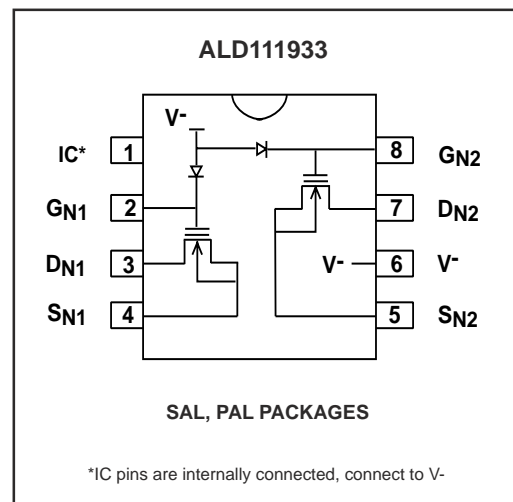 ALD111933
V-
IC* 1 8 GN2
GN1 2 7 DN2
DN1 3 V- 6 V-
SN1 4 5 SN2
SAL, PAL PACKAGES
*IC pins are internally connected, connect to V-